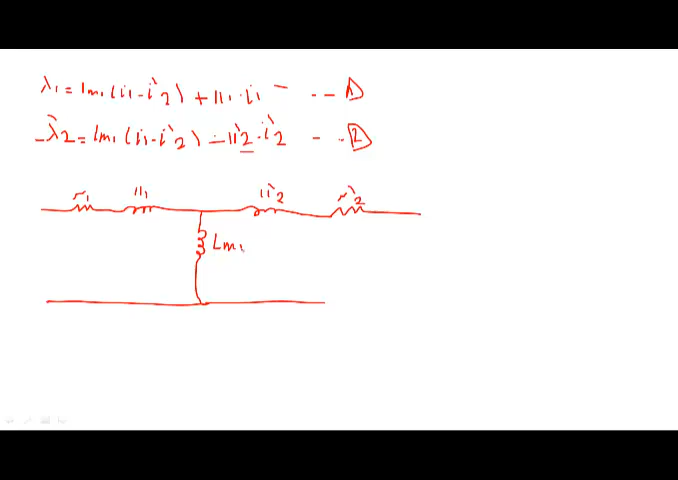 λ1 = lm1 (i1 - i`2) + ll1 · i1 - -- 1
-λ`2 = lm1 (i1 - i`2) - ll`2 · i`2 - -- 2
r1 ll1 ll`2 r`2
Lm1